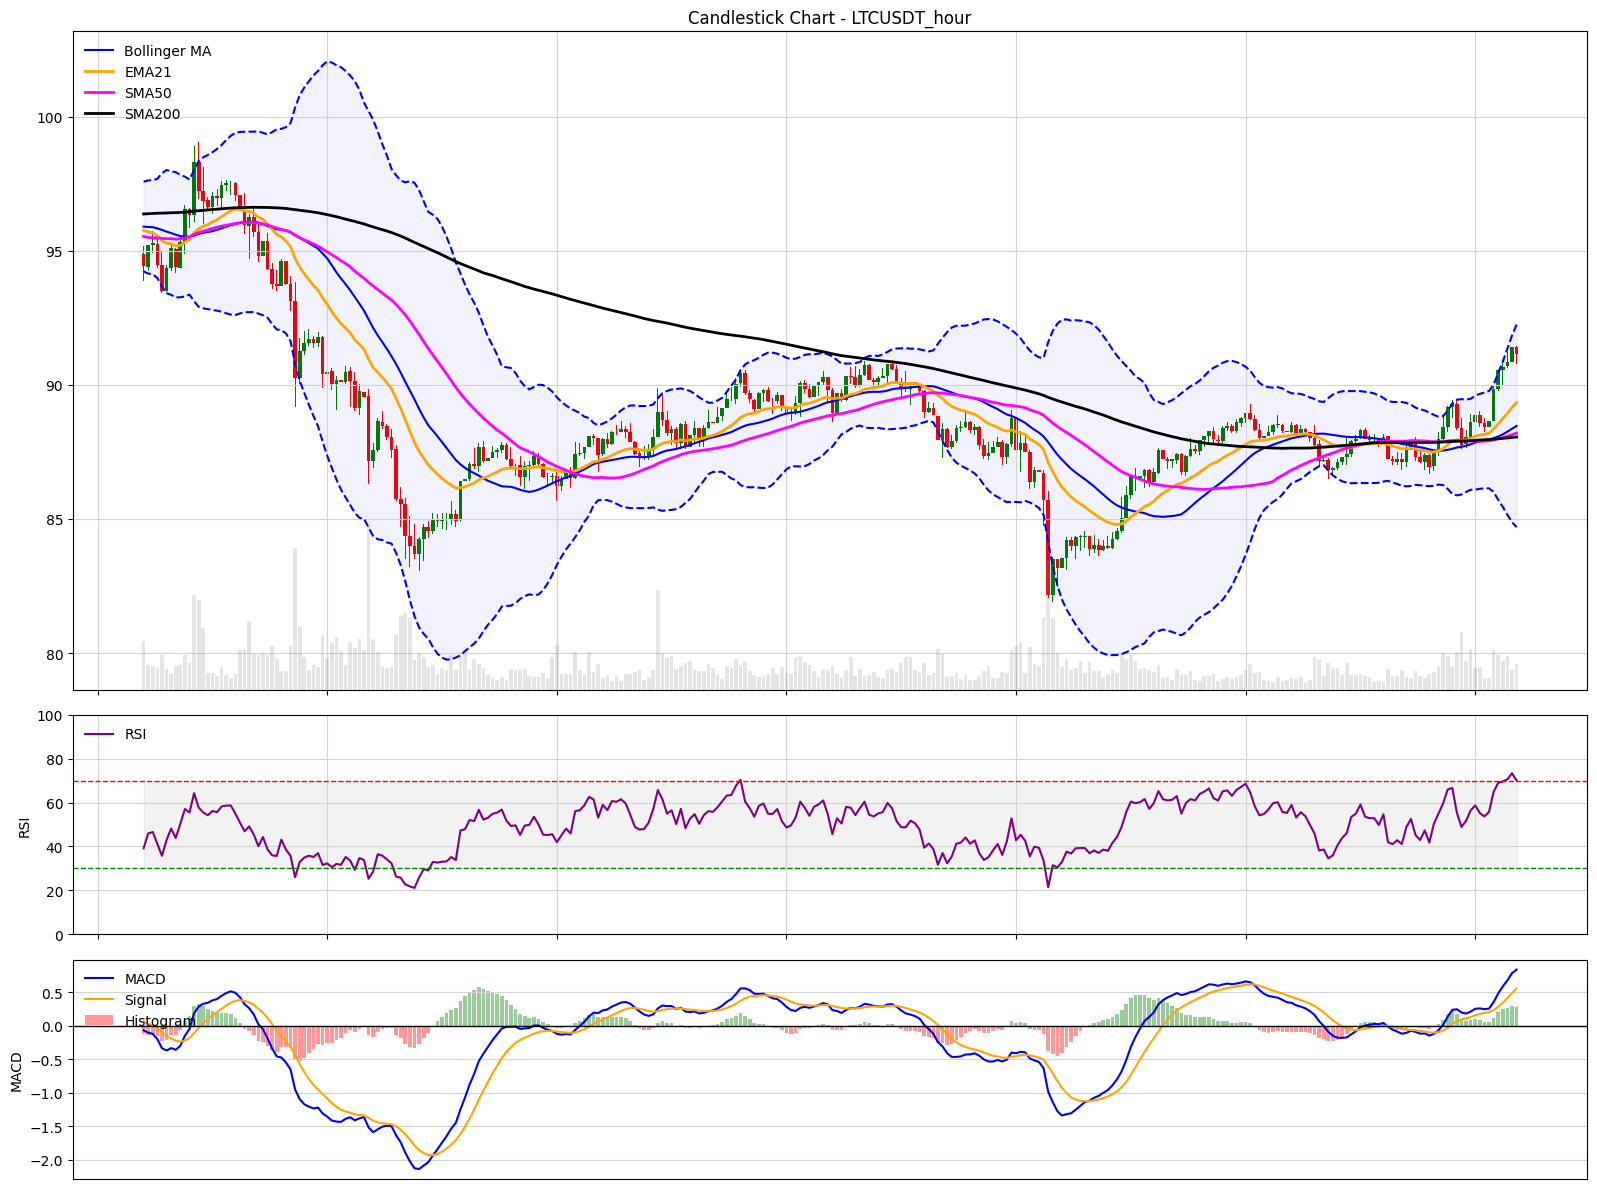 Candlestick Chart - LTCUSDT_hour
Bollinger MA
EMA21
SMA50
SMA200
100
95
90
85
80
RSI
100
80
60
40
20
0
RSI
MACD
Signal
Histogram
0.5
0.0
−0.5
−1.0
−1.5
−2.0
MACD